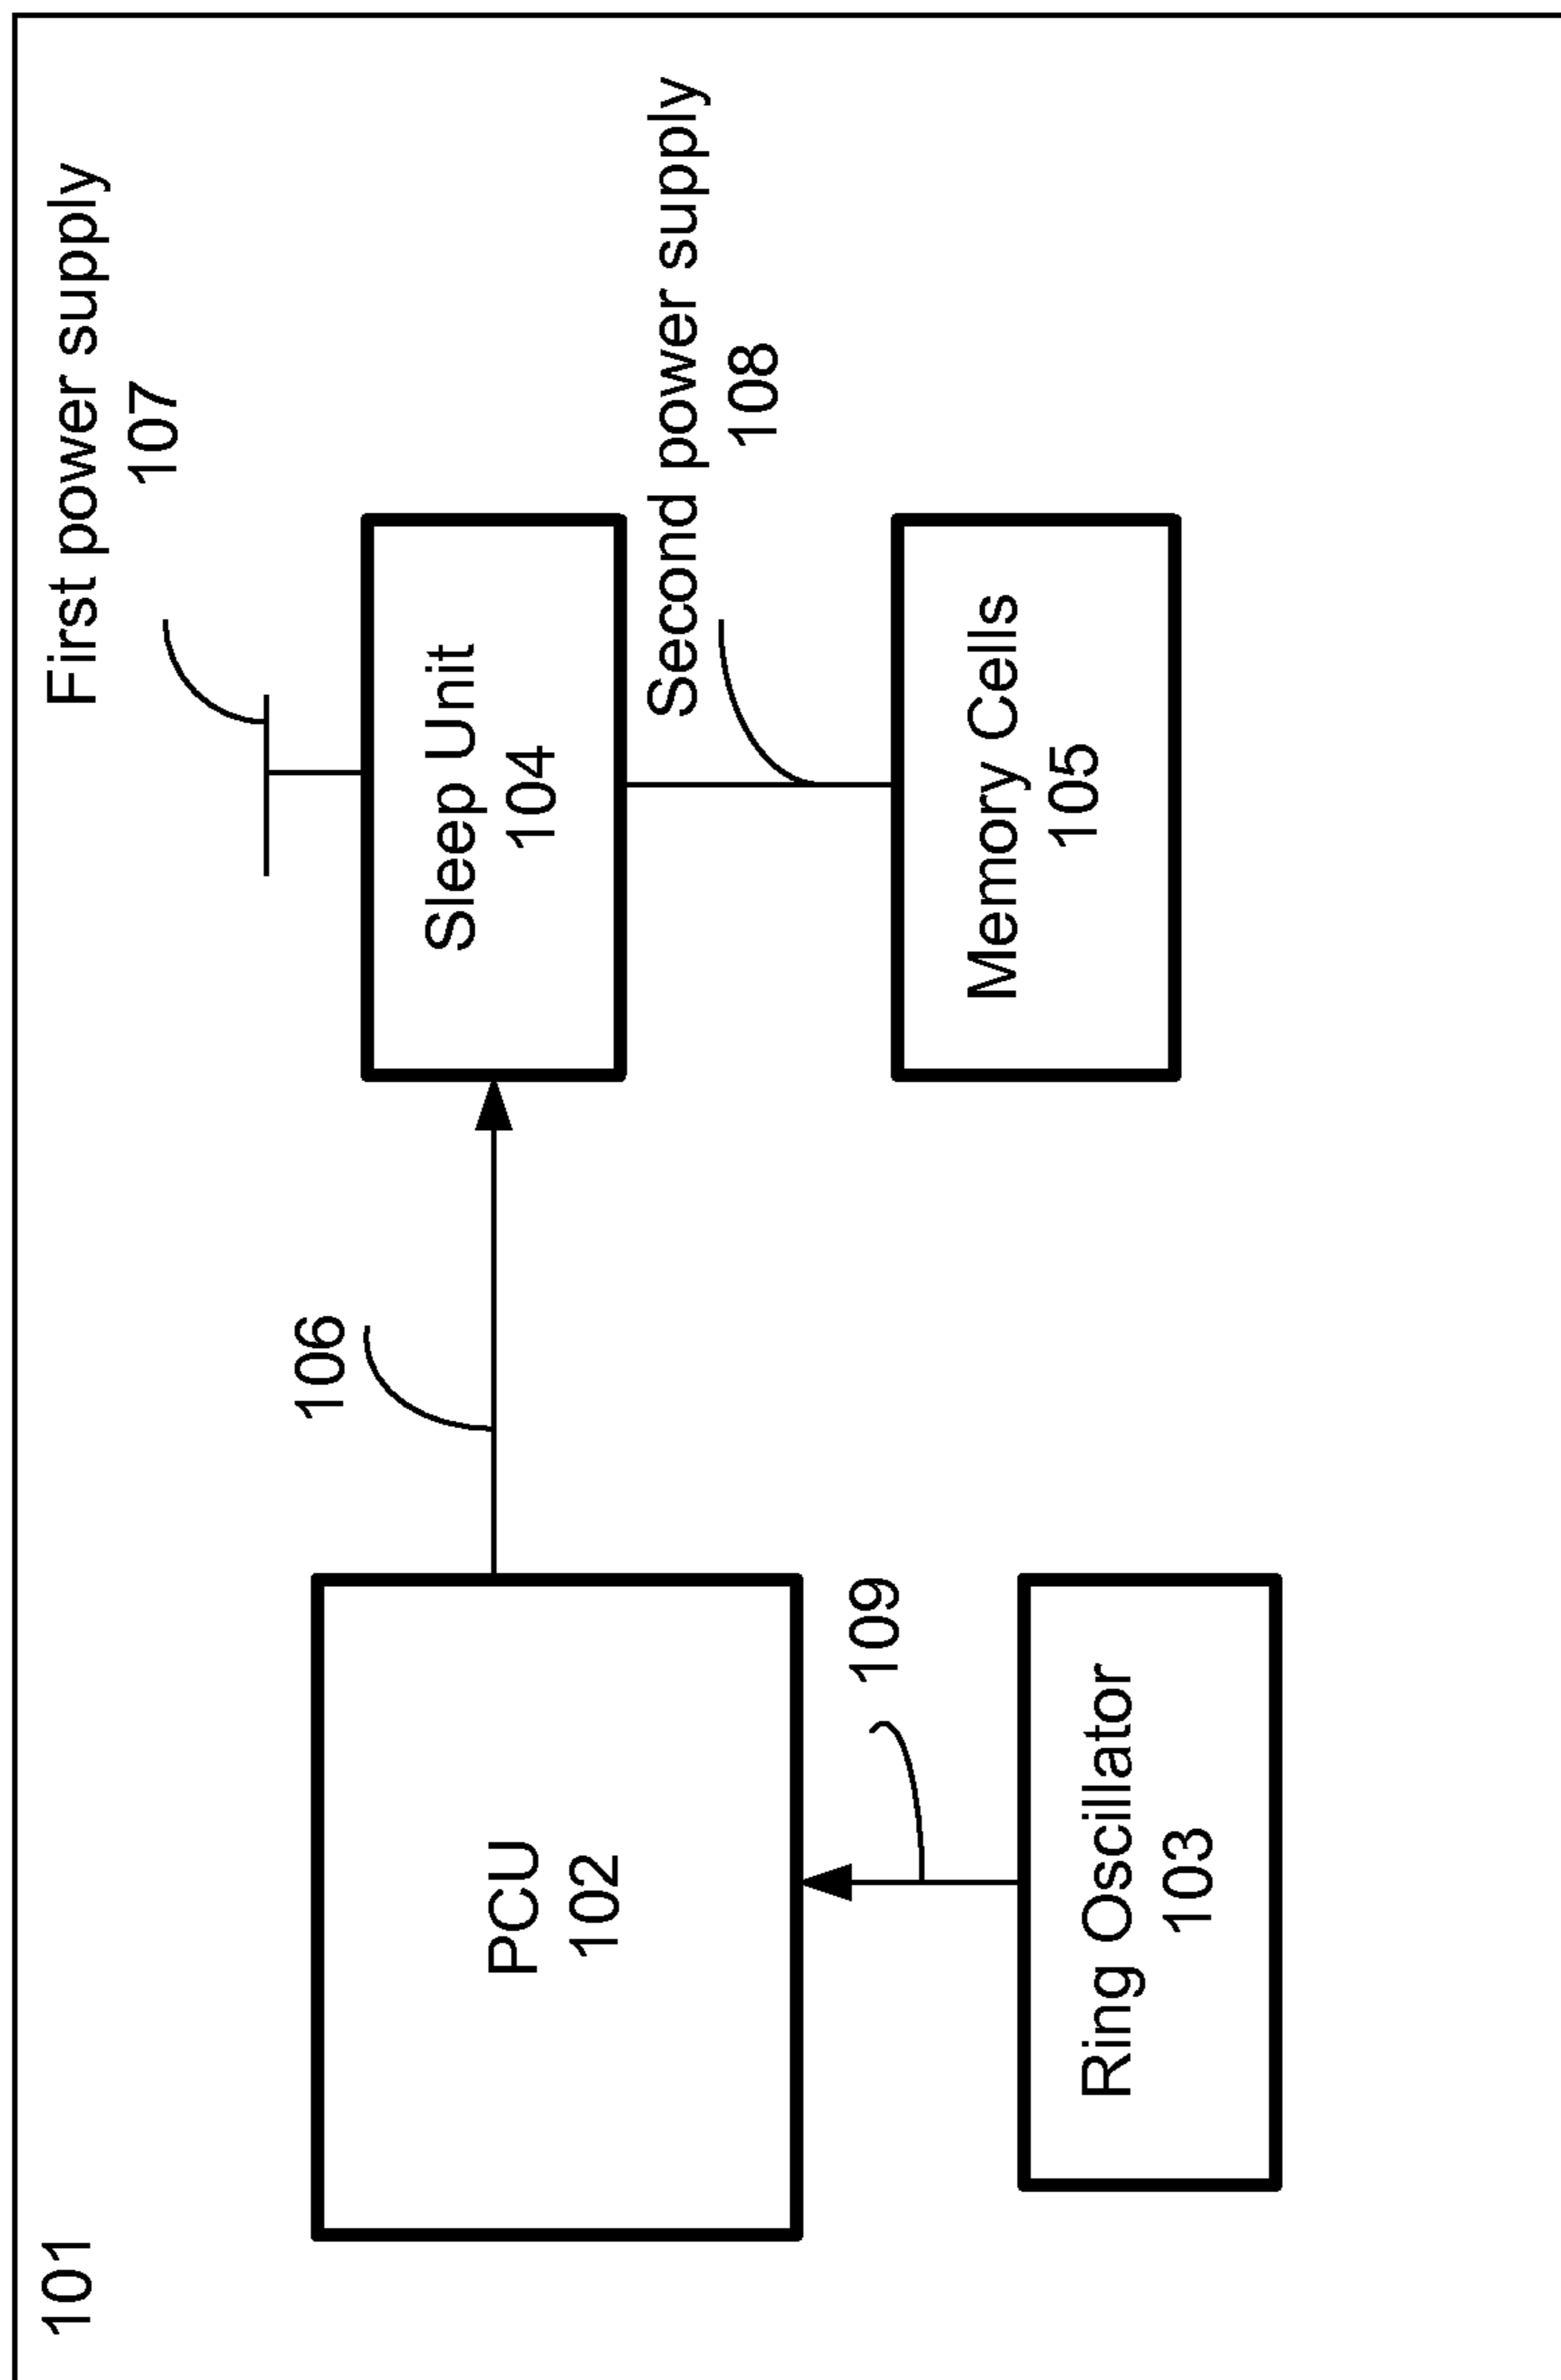 101
First power supply
107
106
Sleep Unit
104
PCU
102
Second power supply
108
109
Memory Cells
105
Ring Oscillator
103